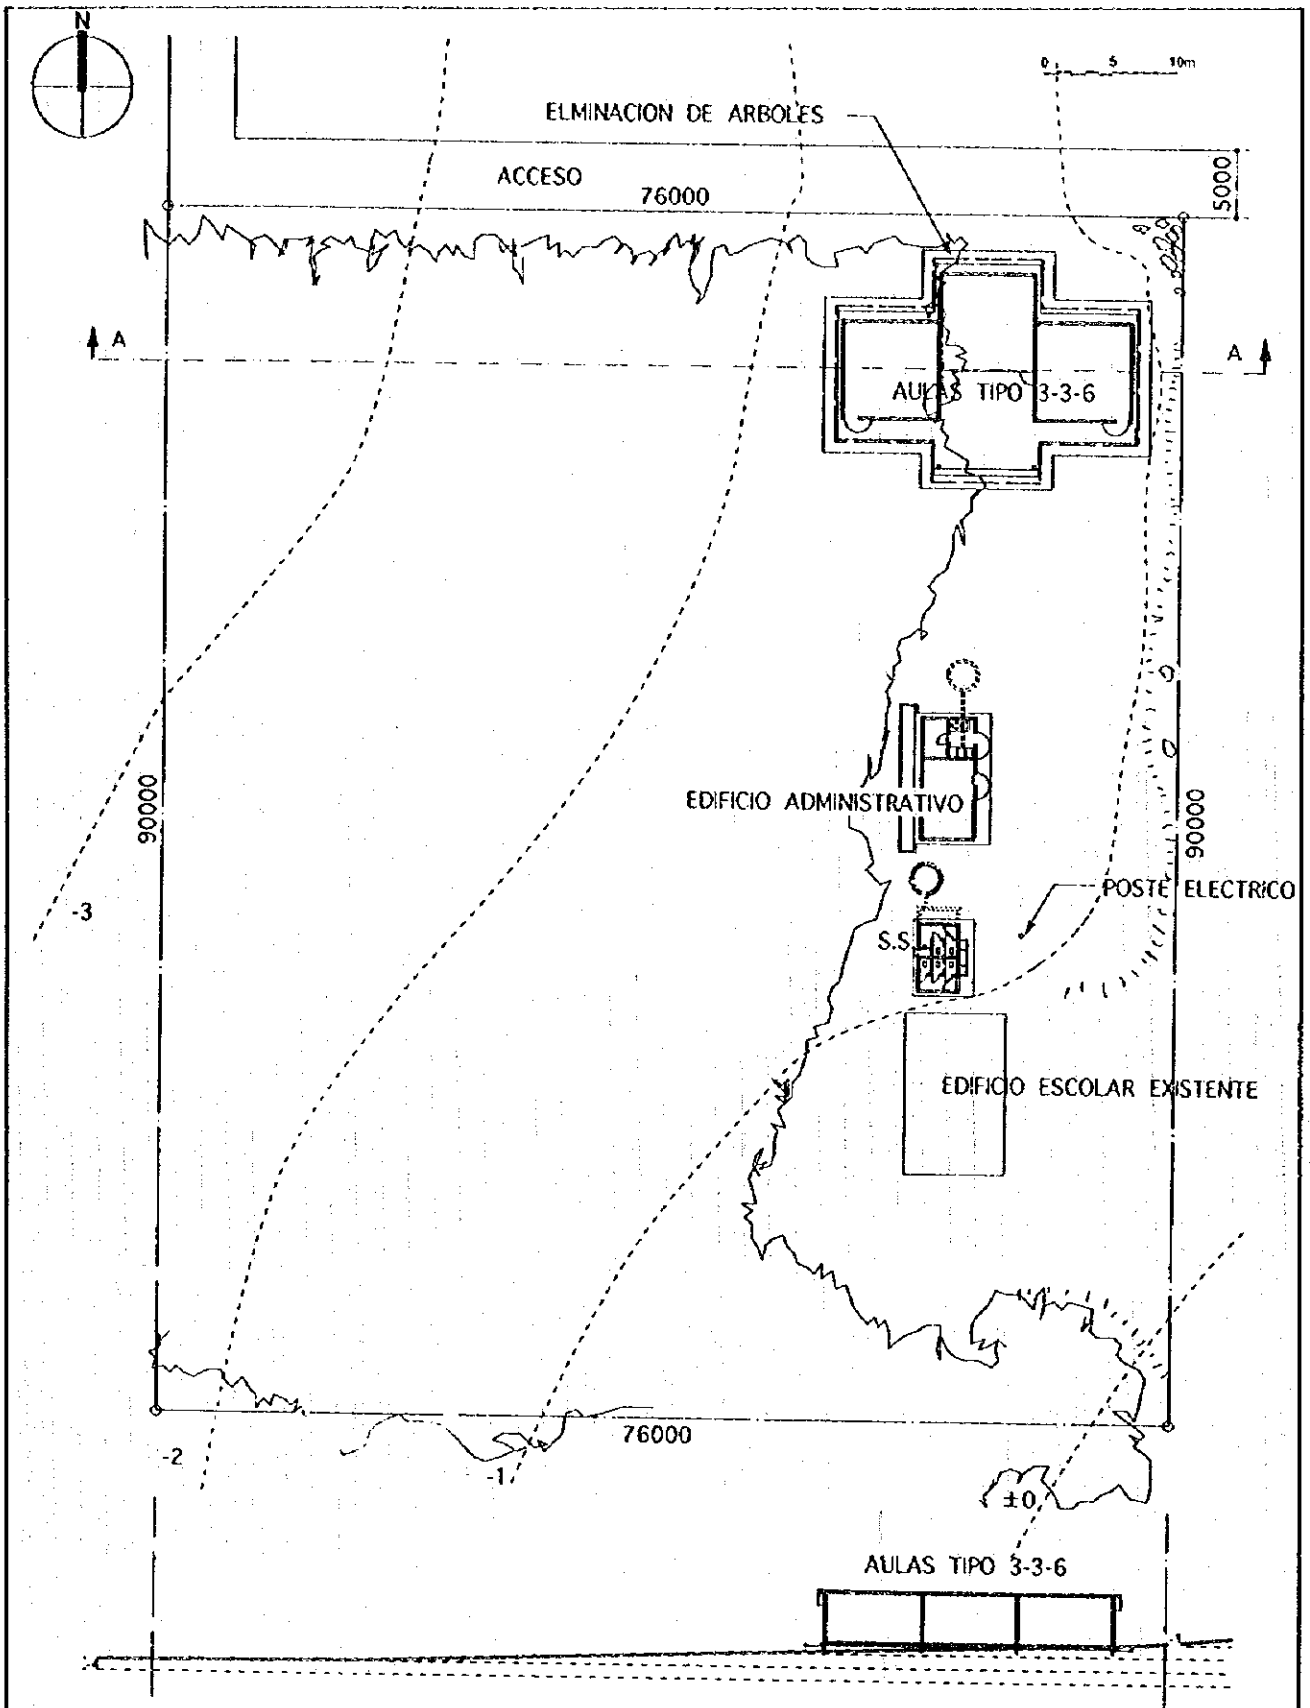 N
0 5 10m
ELMINACION DE ARBOLES
ACCESO
76000
5000
A
A
AULAS TIPO 3-3-6
EDIFICIO ADMINISTRATIVO
90000
90000
POSTE ELECTRICO
-3
S.S.
EDIFICIO ESCOLAR EXISTENTE
76000
-2
-1
±0
AULAS TIPO 3-3-6